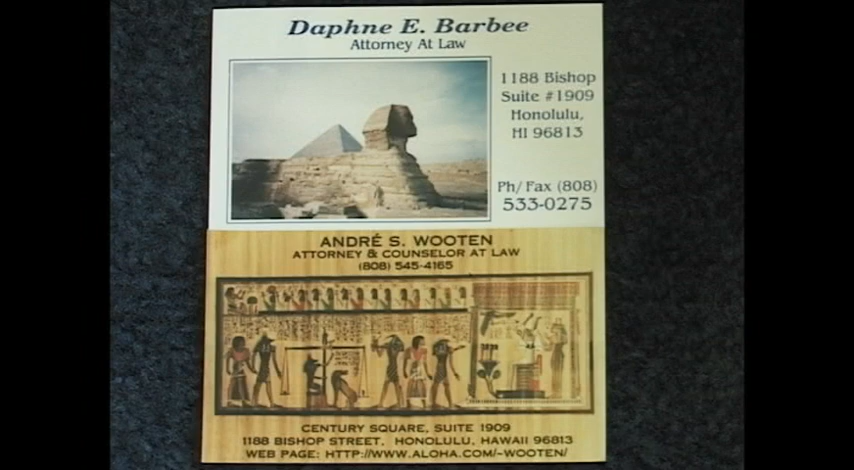 Daphne E. Barbee
Attorney At Law
1188 Bishop
Suite #1909
Honolulu,
HI 96813
Ph/ Fax (808)
533-0275
ANDRÉ S. WOOTEN
ATTORNEY & COUNSELOR AT LAW
(808) 545-4165
CENTURY SQUARE, SUITE 1909
1188 BISHOP STREET, HONOLULU, HAWAII 96813
WEB PAGE: HTTP://WWW.ALOHA.COM/~WOOTEN/